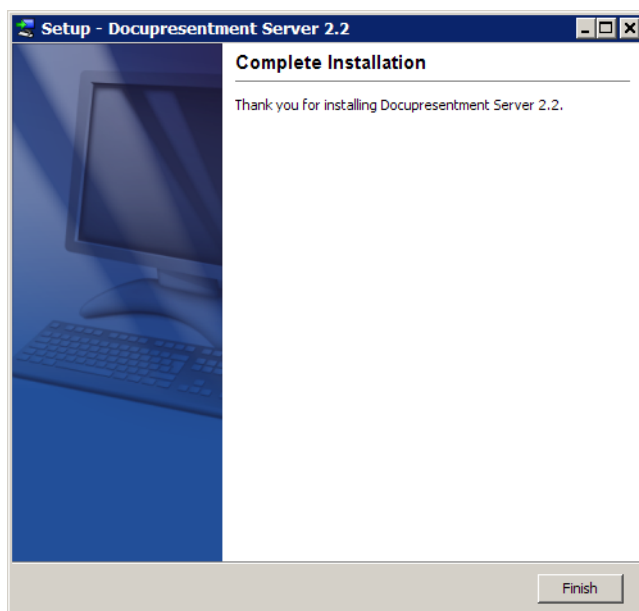 Setup - Docupresentment Server 2.2
Complete Installation
Thank you for installing Docupresentment Server 2.2.
Finish